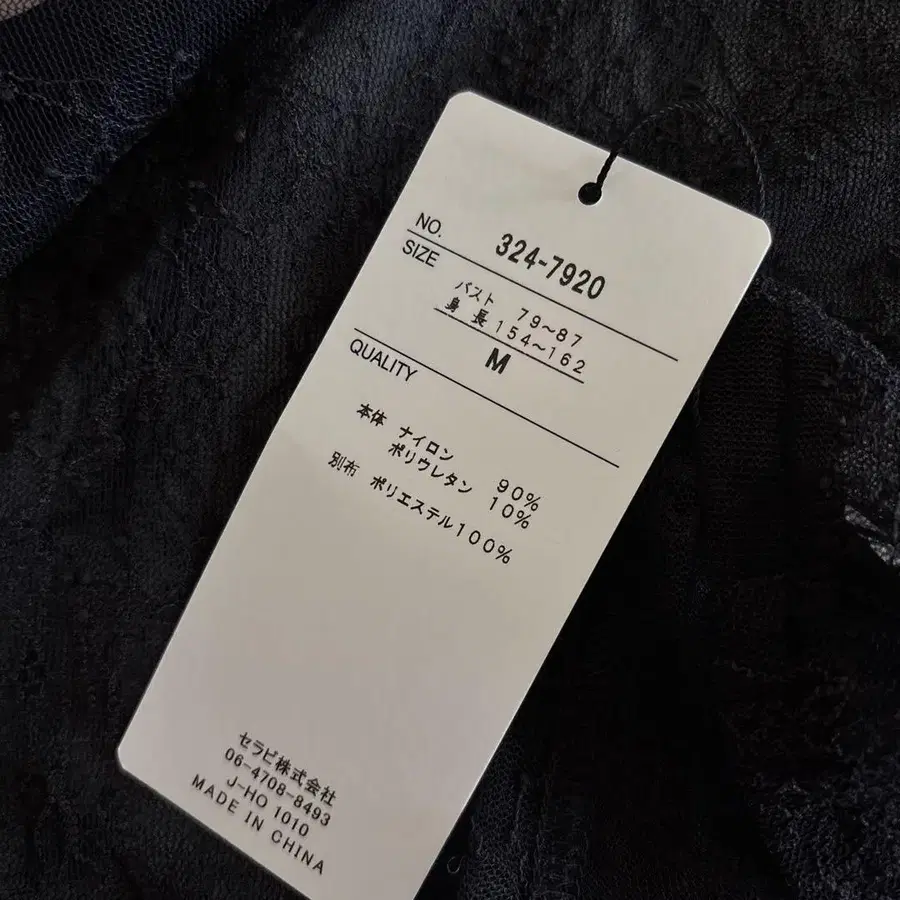 NO. 324-7920
SIZE
バスト 79～87
身長 154～162
M
QUALITY
本体 ナイロン 90%
ポリウレタン 10%
別布 ポリエステル100%
セラビ株式会社
06-4708-8493
J-HO 1010
MADE IN CHINA